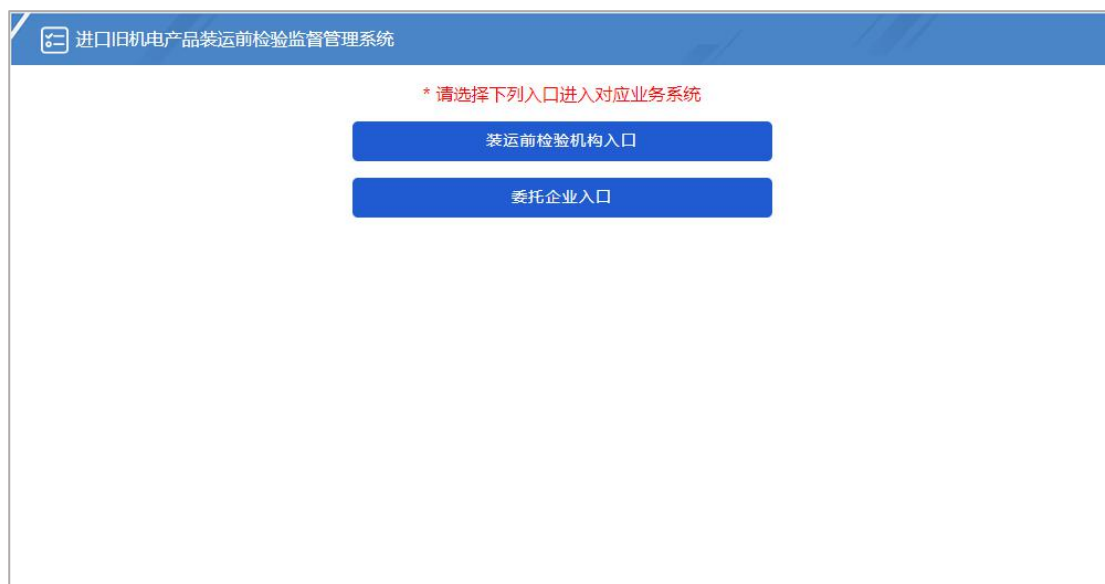 进口旧机电产品装运前检验监督管理系统
* 请选择下列入口进入对应业务系统
装运前检验机构入口
委托企业入口